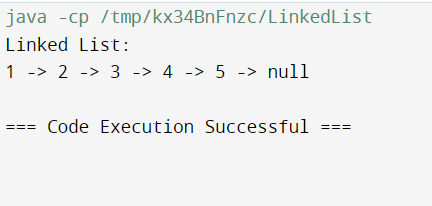 java -cp /tmp/kx34BnFnzc/LinkedList
Linked List:
1 -> 2 -> 3 -> 4 -> 5 -> null
=== Code Execution Successful ===